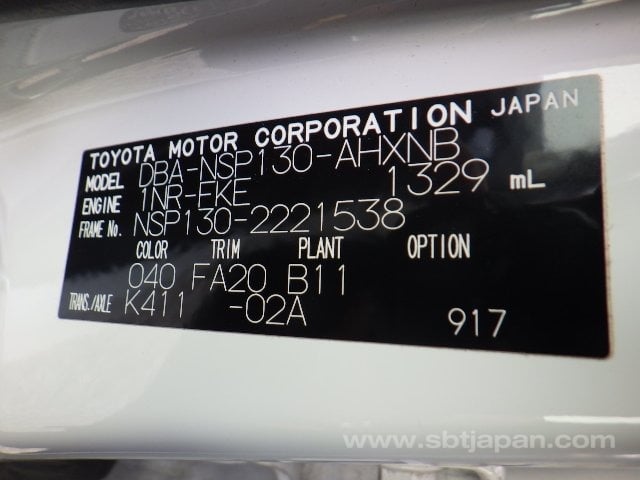 TOYOTA MOTOR CORPORATION JAPAN
MODEL DBA-NSP130-AHXNB
ENGINE 1NR-FKE 1329 mL
FRAME No. NSP130-2221538
COLOR TRIM PLANT OPTION
040 FA20 B11
TRANS./AXLE K411 -02A
917
www.sbtjapan.com